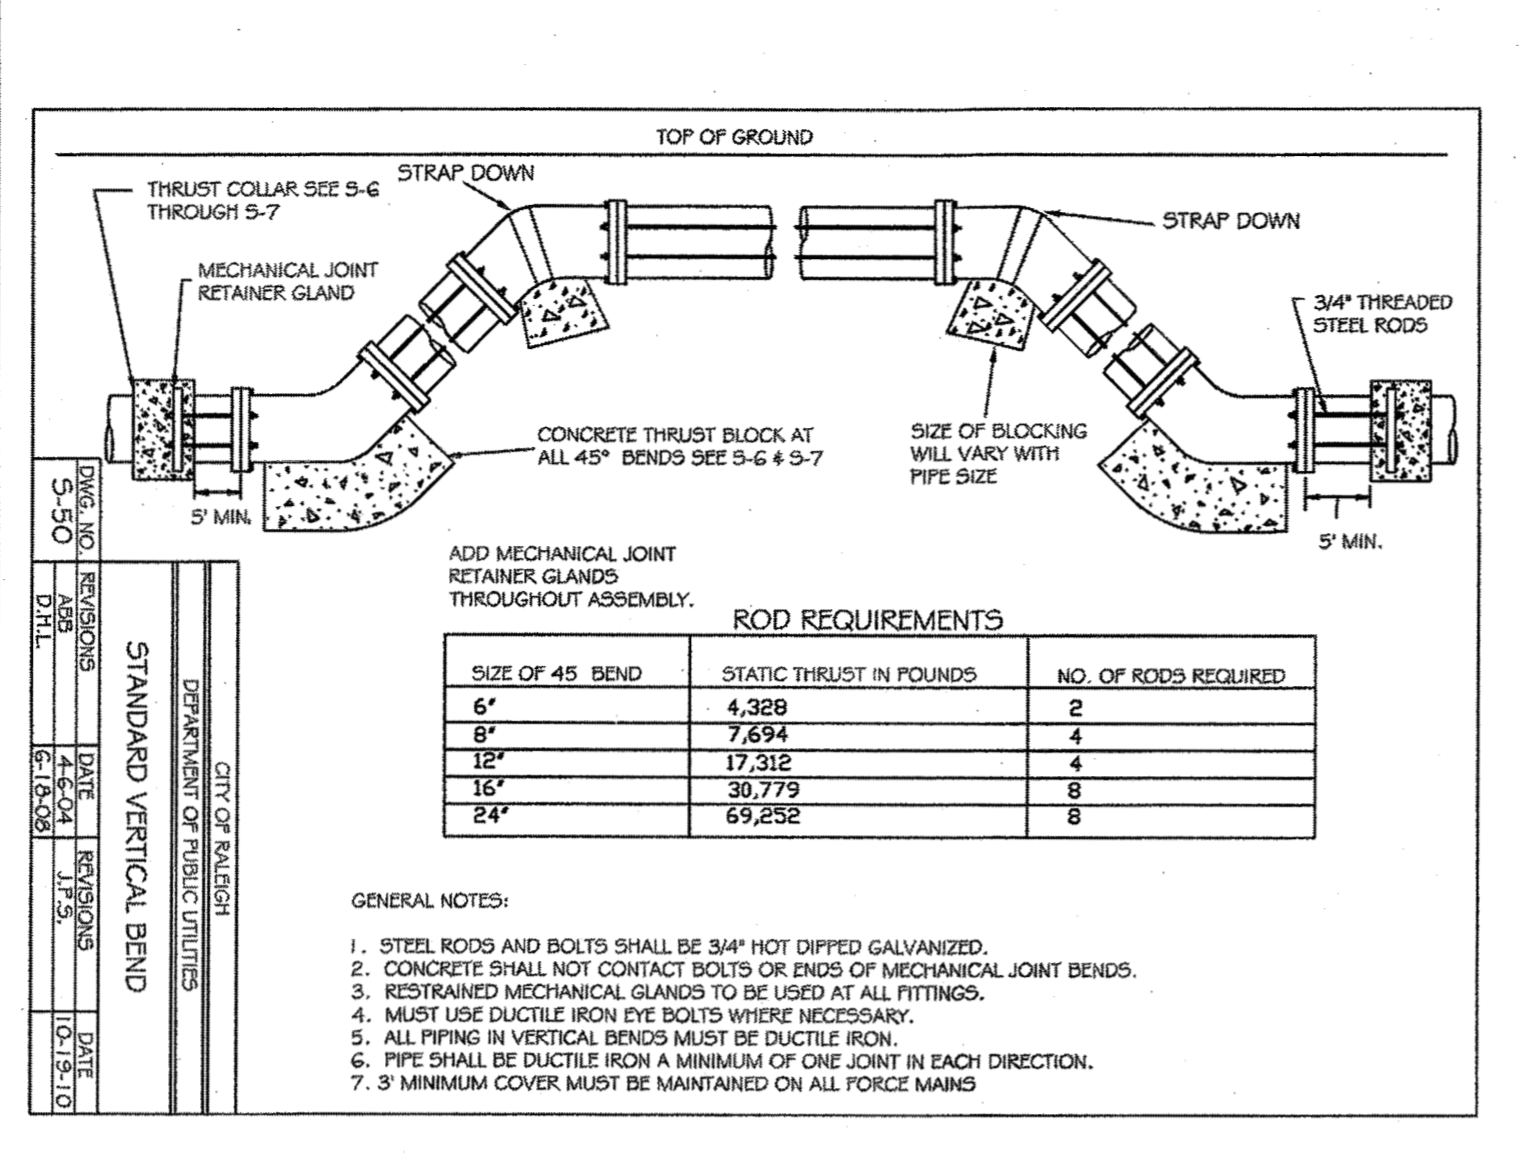 TOP OF GROUND
STRAP DOWN
THRUST COLLAR SEE S-6
THROUGH S-7
STRAP DOWN
MECHANICAL JOINT
RETAINER GLAND
3/4" THREADED
STEEL RODS
CONCRETE THRUST BLOCK AT
ALL 45° BENDS SEE S-6 & S-7
SIZE OF BLOCKING
WILL VARY WITH
PIPE SIZE
5' MIN.
5' MIN.
ADD MECHANICAL JOINT
RETAINER GLANDS
THROUGHOUT ASSEMBLY.
ROD REQUIREMENTS
SIZE OF 45 BEND STATIC THRUST IN POUNDS NO. OF RODS REQUIRED
6" 4,328 2
8" 7,694 4
12" 17,312 4
16" 30,779 8
24" 69,252 8
GENERAL NOTES:
1. STEEL RODS AND BOLTS SHALL BE 3/4" HOT DIPPED GALVANIZED.
2. CONCRETE SHALL NOT CONTACT BOLTS OR ENDS OF MECHANICAL JOINT BENDS.
3. RESTRAINED MECHANICAL GLANDS TO BE USED AT ALL FITTINGS.
4. MUST USE DUCTILE IRON EYE BOLTS WHERE NECESSARY.
5. ALL PIPING IN VERTICAL BENDS MUST BE DUCTILE IRON.
6. PIPE SHALL BE DUCTILE IRON A MINIMUM OF ONE JOINT IN EACH DIRECTION.
7. 3' MINIMUM COVER MUST BE MAINTAINED ON ALL FORCE MAINS
CITY OF RALEIGH
DEPARTMENT OF PUBLIC UTILITIES
STANDARD VERTICAL BEND
DWG. NO. REVISIONS DATE REVISIONS DATE
S-50 ABB 4-6-04 J.P.S. 10-19-10
D.H.L. 6-18-08